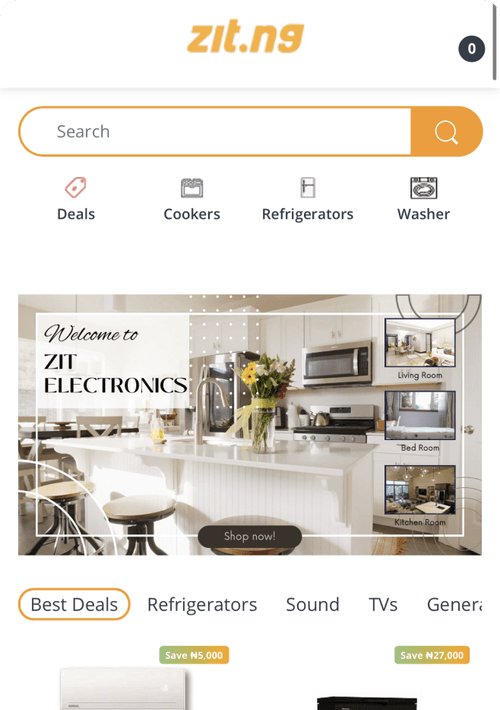 zit.ng
0
Search
Deals
Cookers
Refrigerators
Washer
Welcome to
ZIT
ELECTRONICS
Living Room
Bed Room
Kitchen Room
Shop now!
Best Deals
Refrigerators
Sound
TVs
Genera
Save ₦5,000
Save ₦27,000